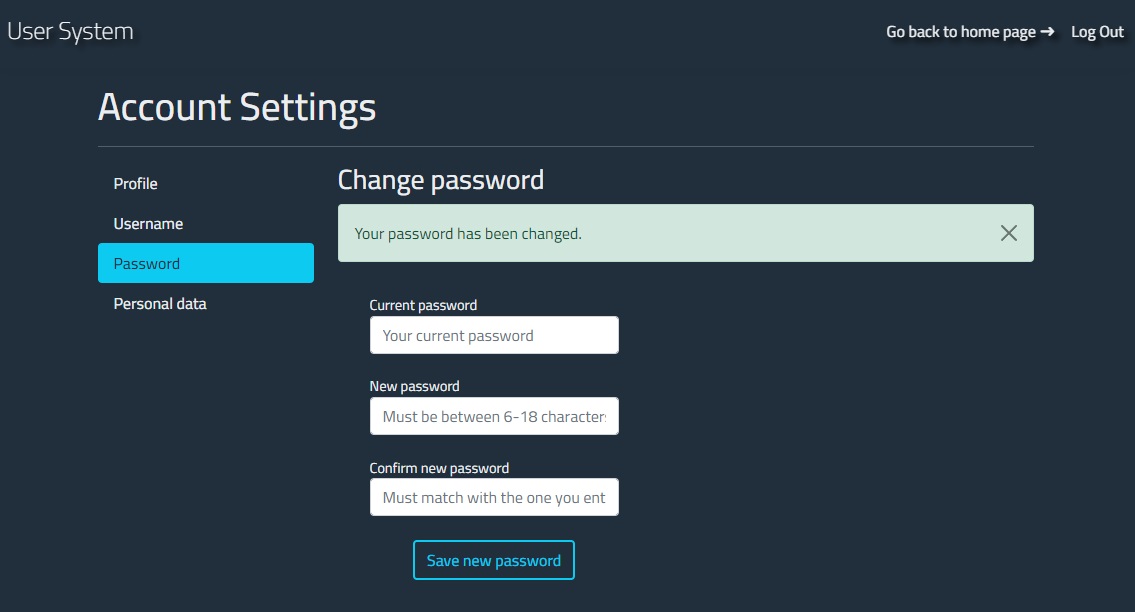 User System
Go back to home page ➔ Log Out
Account Settings
Profile
Username
Password
Personal data
Change password
Your password has been changed.
Current password
Your current password
New password
Must be between 6-18 character
Confirm new password
Must match with the one you ent
Save new password